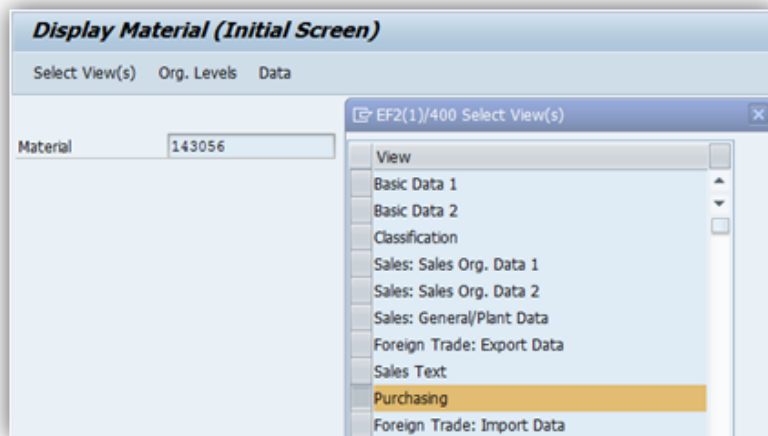 Display Material (Initial Screen)
Select View(s) Org. Levels Data
Material 143056
EF2(1)/400 Select View(s)
View
Basic Data 1
Basic Data 2
Classification
Sales: Sales Org. Data 1
Sales: Sales Org. Data 2
Sales: General/Plant Data
Foreign Trade: Export Data
Sales Text
Purchasing
Foreign Trade: Import Data